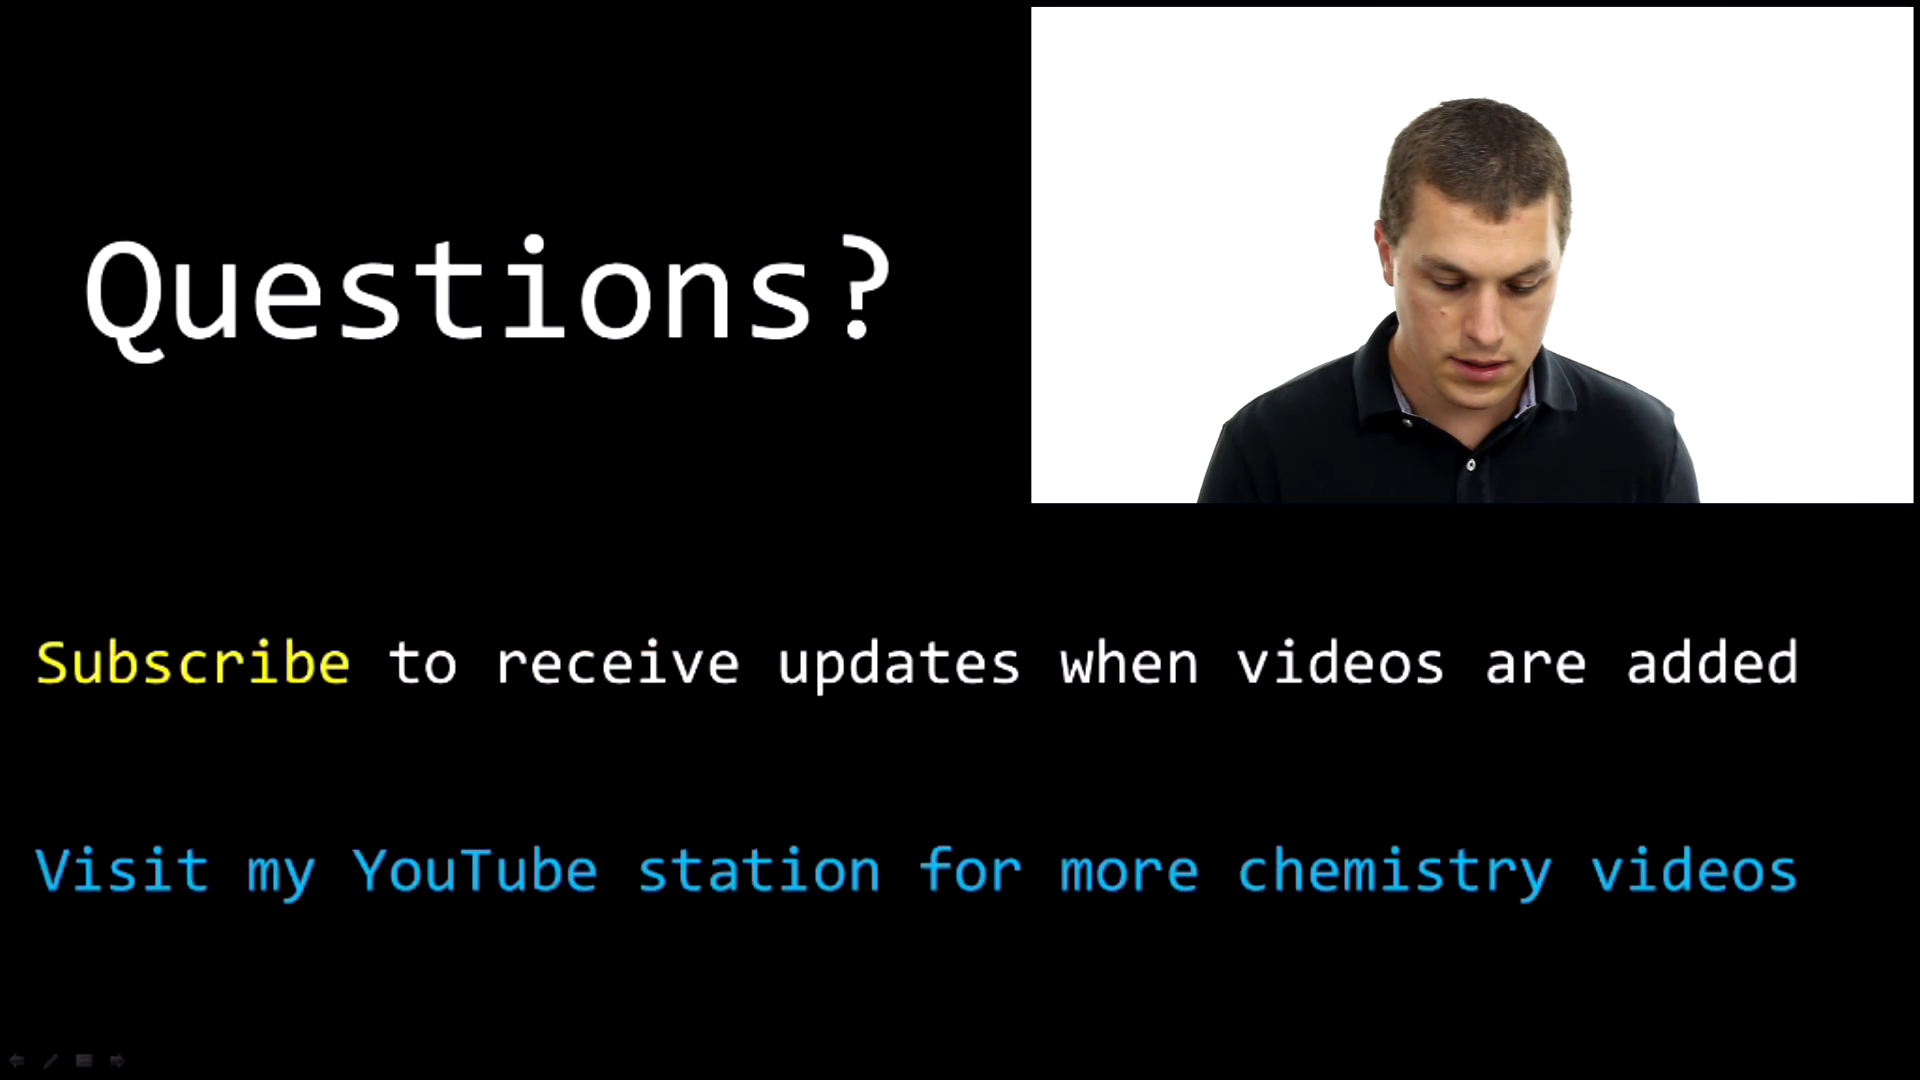 Questions?
Subscribe to receive updates when videos are added
Visit my YouTube station for more chemistry videos